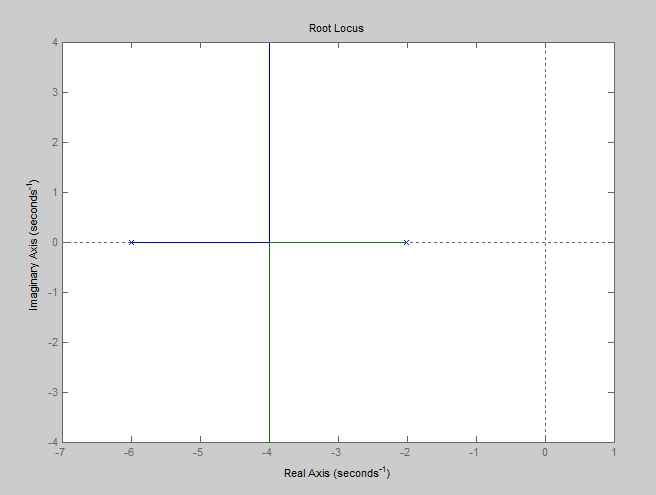 Root Locus
4
3
2
1
0
-1
-2
-3
-4
Imaginary Axis (seconds⁻¹)
-7 -6 -5 -4 -3 -2 -1 0 1
Real Axis (seconds⁻¹)